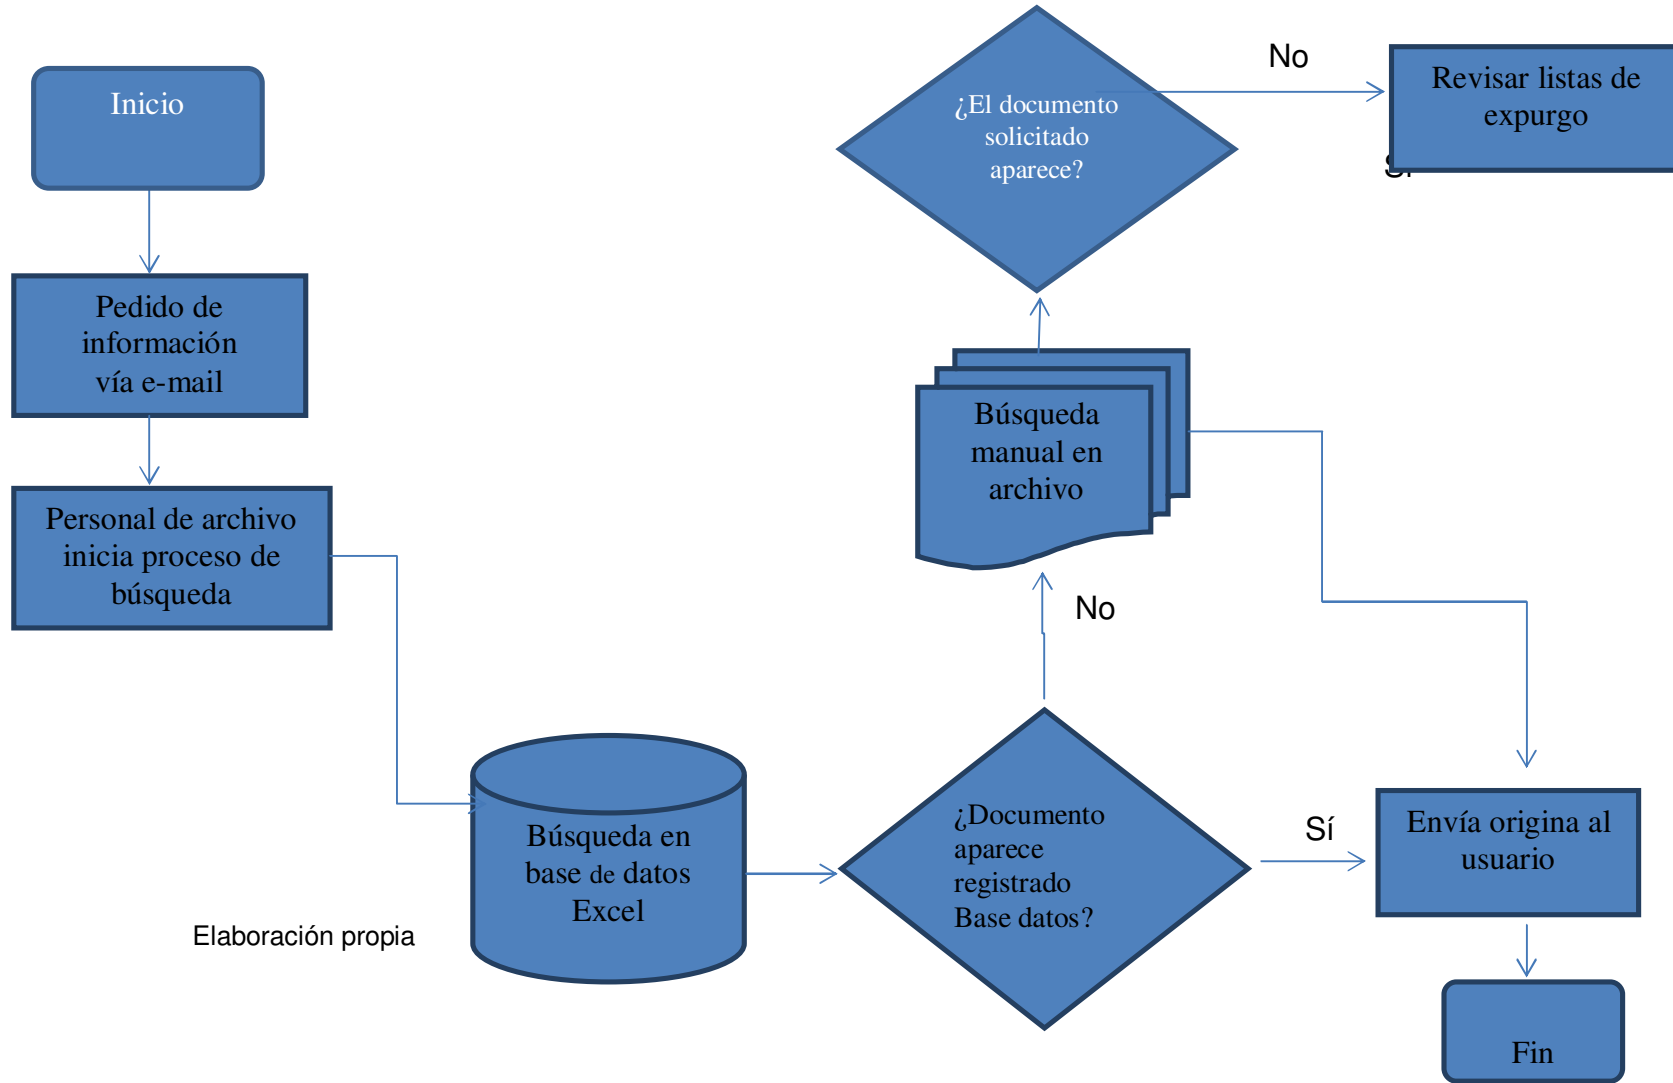 Inicio
Pedido de
información
vía e-mail
Personal de archivo
inicia proceso de
búsqueda
Búsqueda en
base de datos
Excel
¿Documento
aparece
registrado
Base datos?
No
Búsqueda
manual en
archivo
¿El documento
solicitado
aparece?
No
Revisar listas de
expurgo
Sí
Sí
Envía origina al
usuario
Fin
Elaboración propia